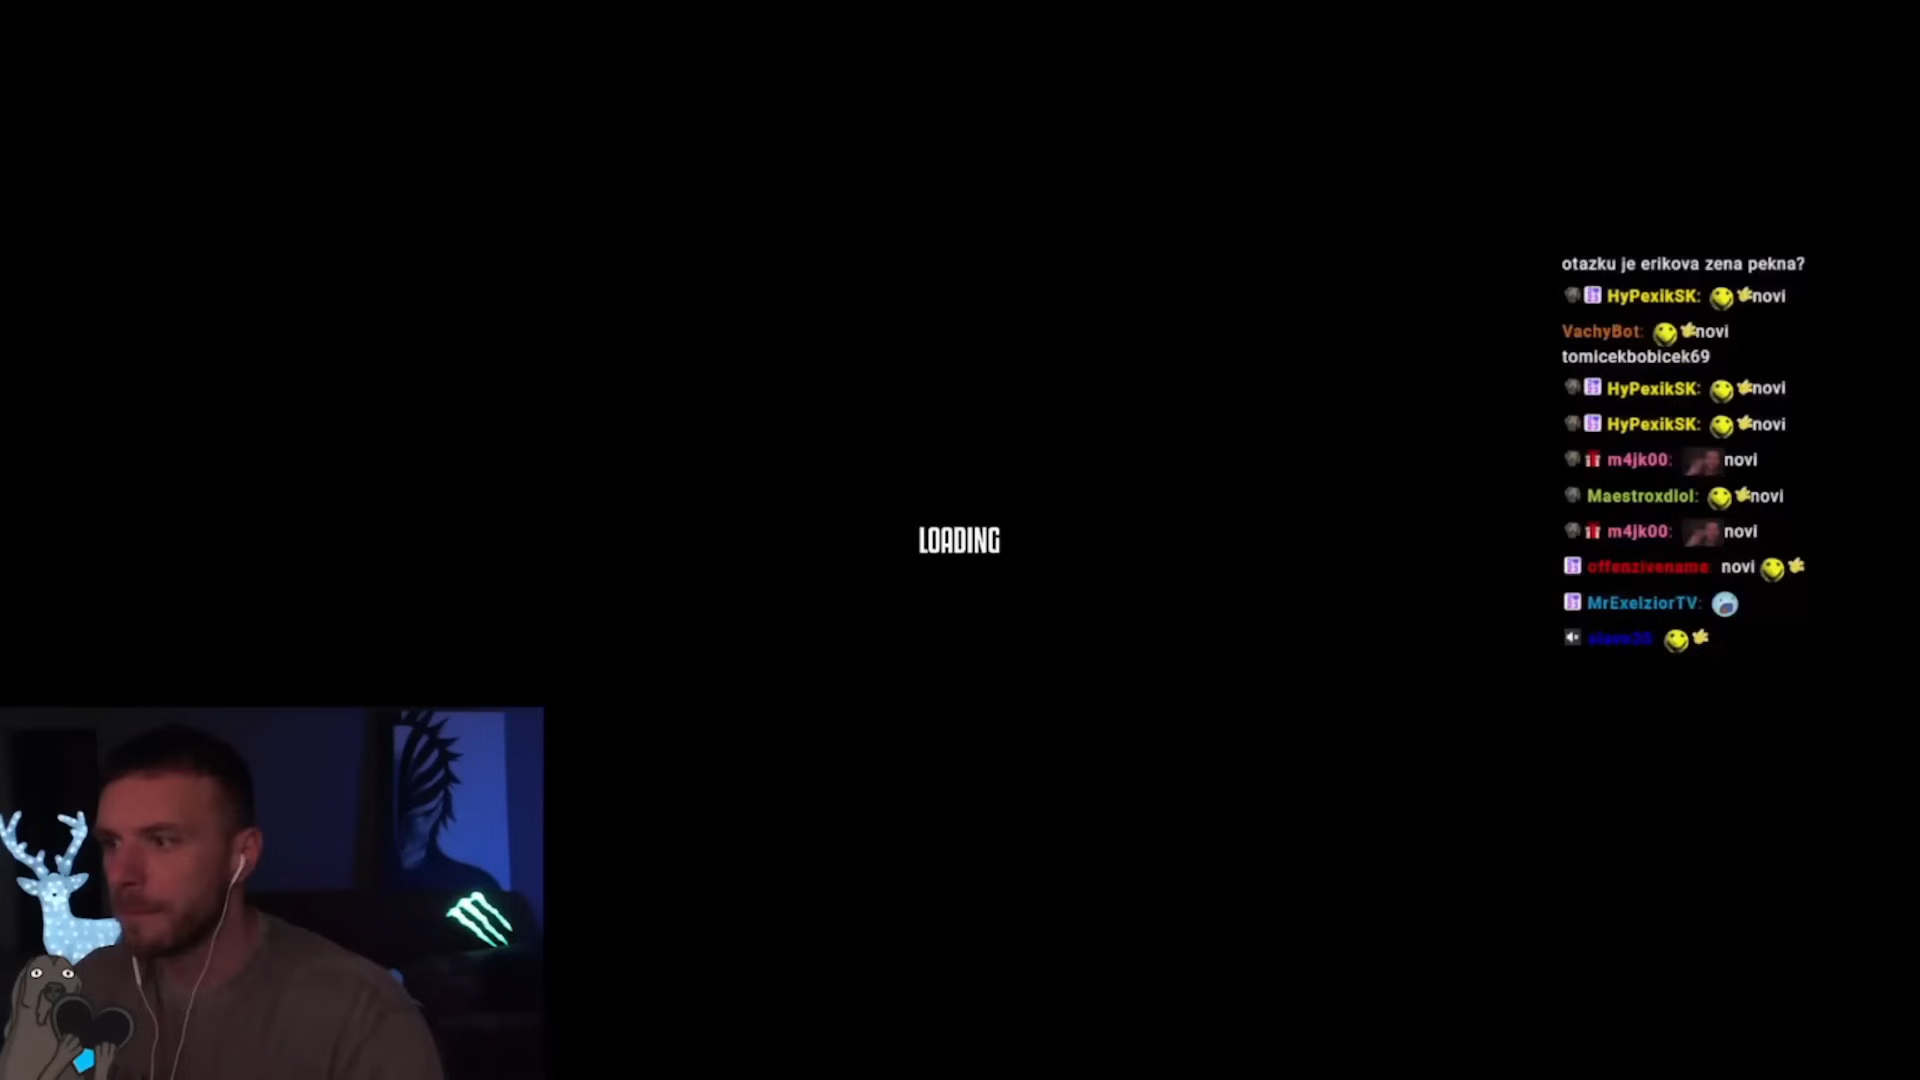 otazku je erikova zena pekna?
HyPexikSK: novi
VachyBot: novi
tomicekbobicek69
HyPexikSK: novi
HyPexikSK: novi
m4jk00: novi
Maestroxdlol: novi
LOADING
m4jk00: novi
offenzivename novi
MrExelziorTV: